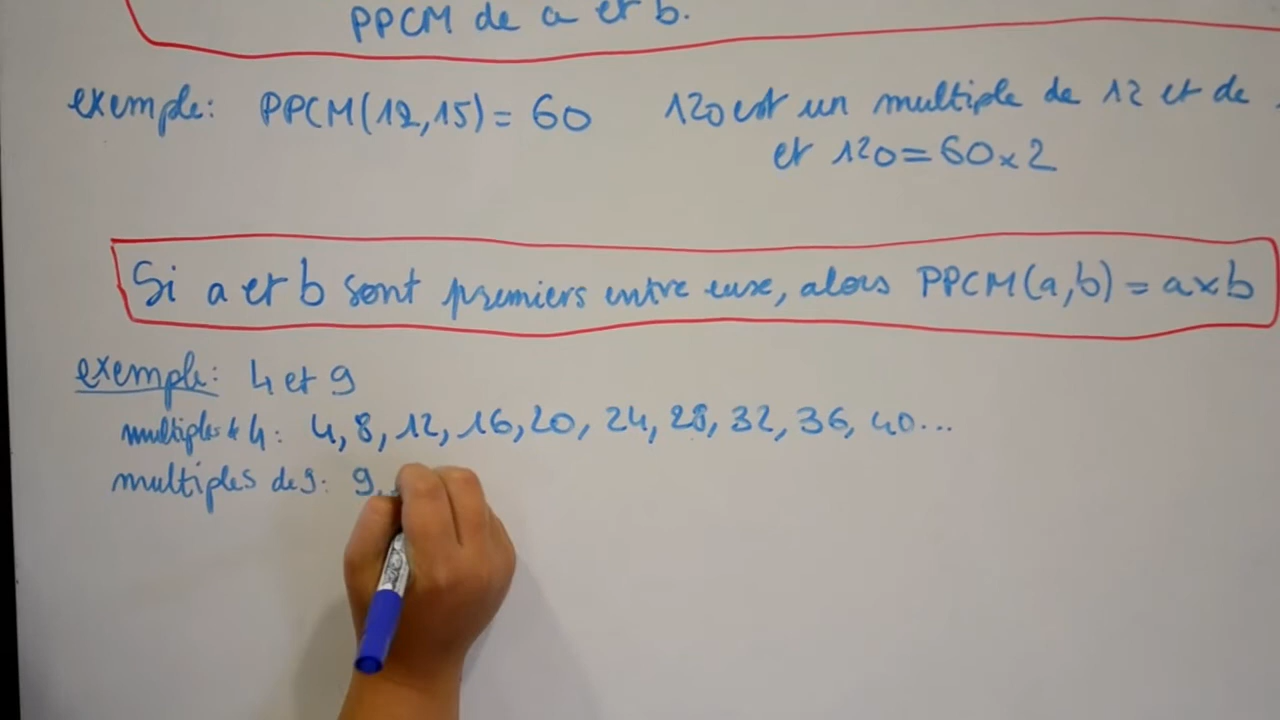 PPCM de a et b.
exemple: PPCM(12,15) = 60 120 est un multiple de 12 et de
et 120 = 60 x 2
Si a et b sont premiers entre eux, alors PPCM(a,b) = a x b
exemple: 4 et 9
multiples de 4: 4, 8, 12, 16, 20, 24, 28, 32, 36, 40...
multiples de 9: 9,